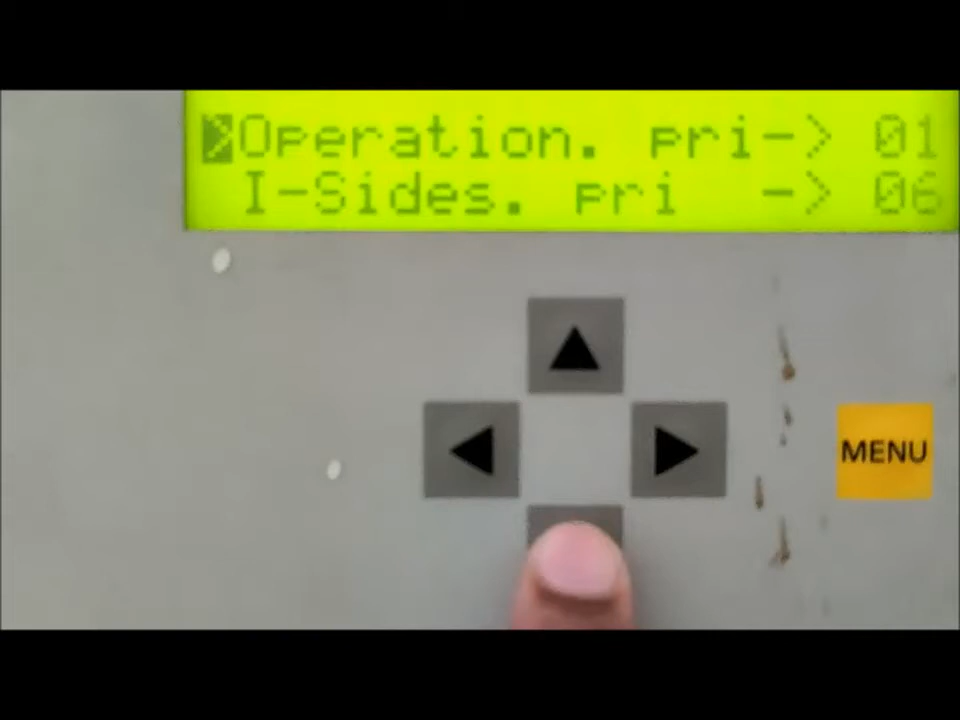 Operation. pri-> 01
I-Sides. pri -> 06
MENU